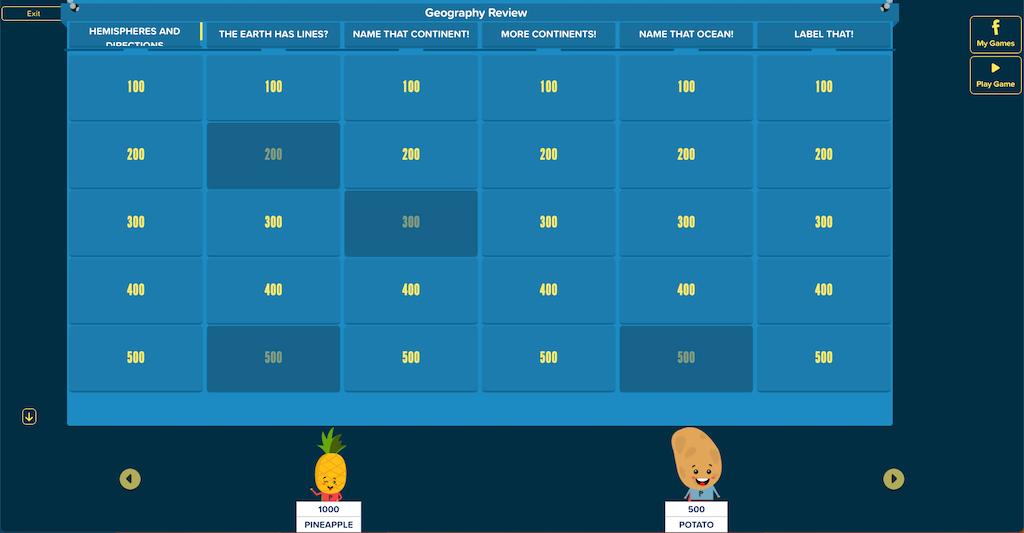 Exit
Geography Review
HEMISPHERES AND
DIRECTIONS
THE EARTH HAS LINES?
NAME THAT CONTINENT!
MORE CONTINENTS!
NAME THAT OCEAN!
LABEL THAT!
My Games
Play Game
100 100 100 100 100 100
200 200 200 200 200 200
300 300 300 300 300 300
400 400 400 400 400 400
500 500 500 500 500 500
P
P
1000
PINEAPPLE
500
POTATO